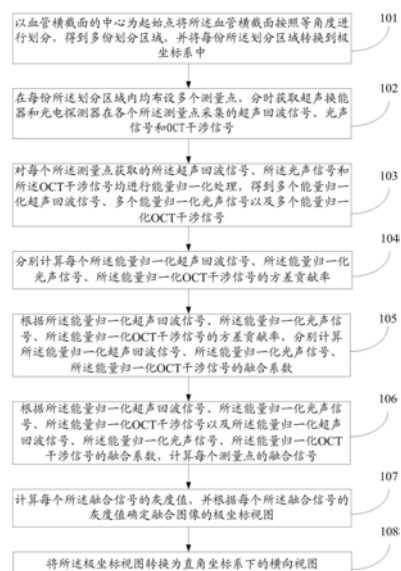 以血管横截面的中心为起始点将所述血管横截面按照等角度进
行划分，得到多份划分区域，并将每份所述划分区域转换到极
坐标系中
101
在每份所述划分区域内均布设多个测量点，分时获取超声换能
器和光电探测器在各个所述测量点采集的超声回波信号、光声
信号和OCT干涉信号
102
对每个所述测量点获取的所述超声回波信号、所述光声信号和
所述OCT干涉信号均进行能量归一化处理，得到多个能量归一
化超声回波信号、多个能量归一化光声信号以及多个能量归一
化OCT干涉信号
103
分别计算每个所述能量归一化超声回波信号、所述能量归一化
光声信号、所述能量归一化OCT干涉信号的方差贡献率
104
根据所述能量归一化超声回波信号、所述能量归一化光声信
号、所述能量归一化OCT干涉信号的方差贡献率，分别计算
所述能量归一化超声回波信号、所述能量归一化光声信号、
所述能量归一化OCT干涉信号的融合系数
105
根据所述能量归一化超声回波信号、所述能量归一化光声信
号、所述能量归一化OCT干涉信号以及所述能量归一化超声
回波信号、所述能量归一化光声信号、所述能量归一化OCT
干涉信号的融合系数，计算每个测量点的融合信号
106
计算每个所述融合信号的灰度值，并根据每个所述融合信号的
灰度值确定融合图像的极坐标视图
107
将所述极坐标视图转换为直角坐标系下的横向视图
108